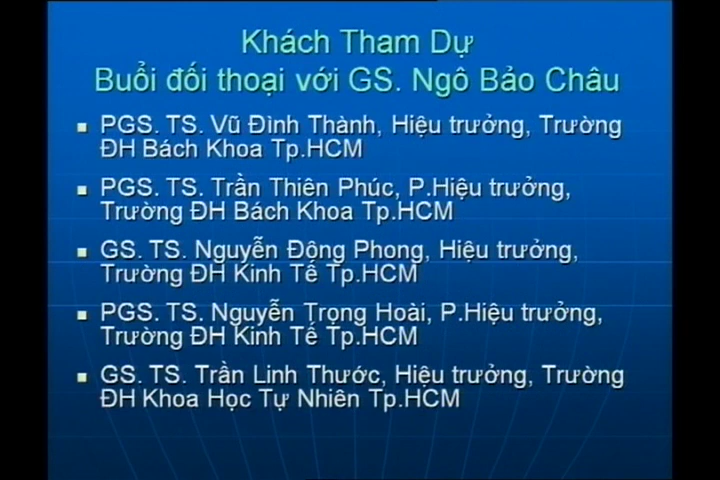 Khách Tham Dự
Buổi đối thoại với GS. Ngô Bảo Châu
PGS. TS. Vũ Đình Thành, Hiệu trưởng, Trường
ĐH Bách Khoa Tp.HCM
PGS. TS. Trần Thiên Phúc, P.Hiệu trưởng,
Trường ĐH Bách Khoa Tp.HCM
GS. TS. Nguyễn Động Phong, Hiệu trưởng,
Trường ĐH Kinh Tế Tp.HCM
PGS. TS. Nguyễn Trọng Hoài, P.Hiệu trưởng,
Trường ĐH Kinh Tế Tp.HCM
GS. TS. Trần Linh Thước, Hiệu trưởng, Trường
ĐH Khoa Học Tự Nhiên Tp.HCM